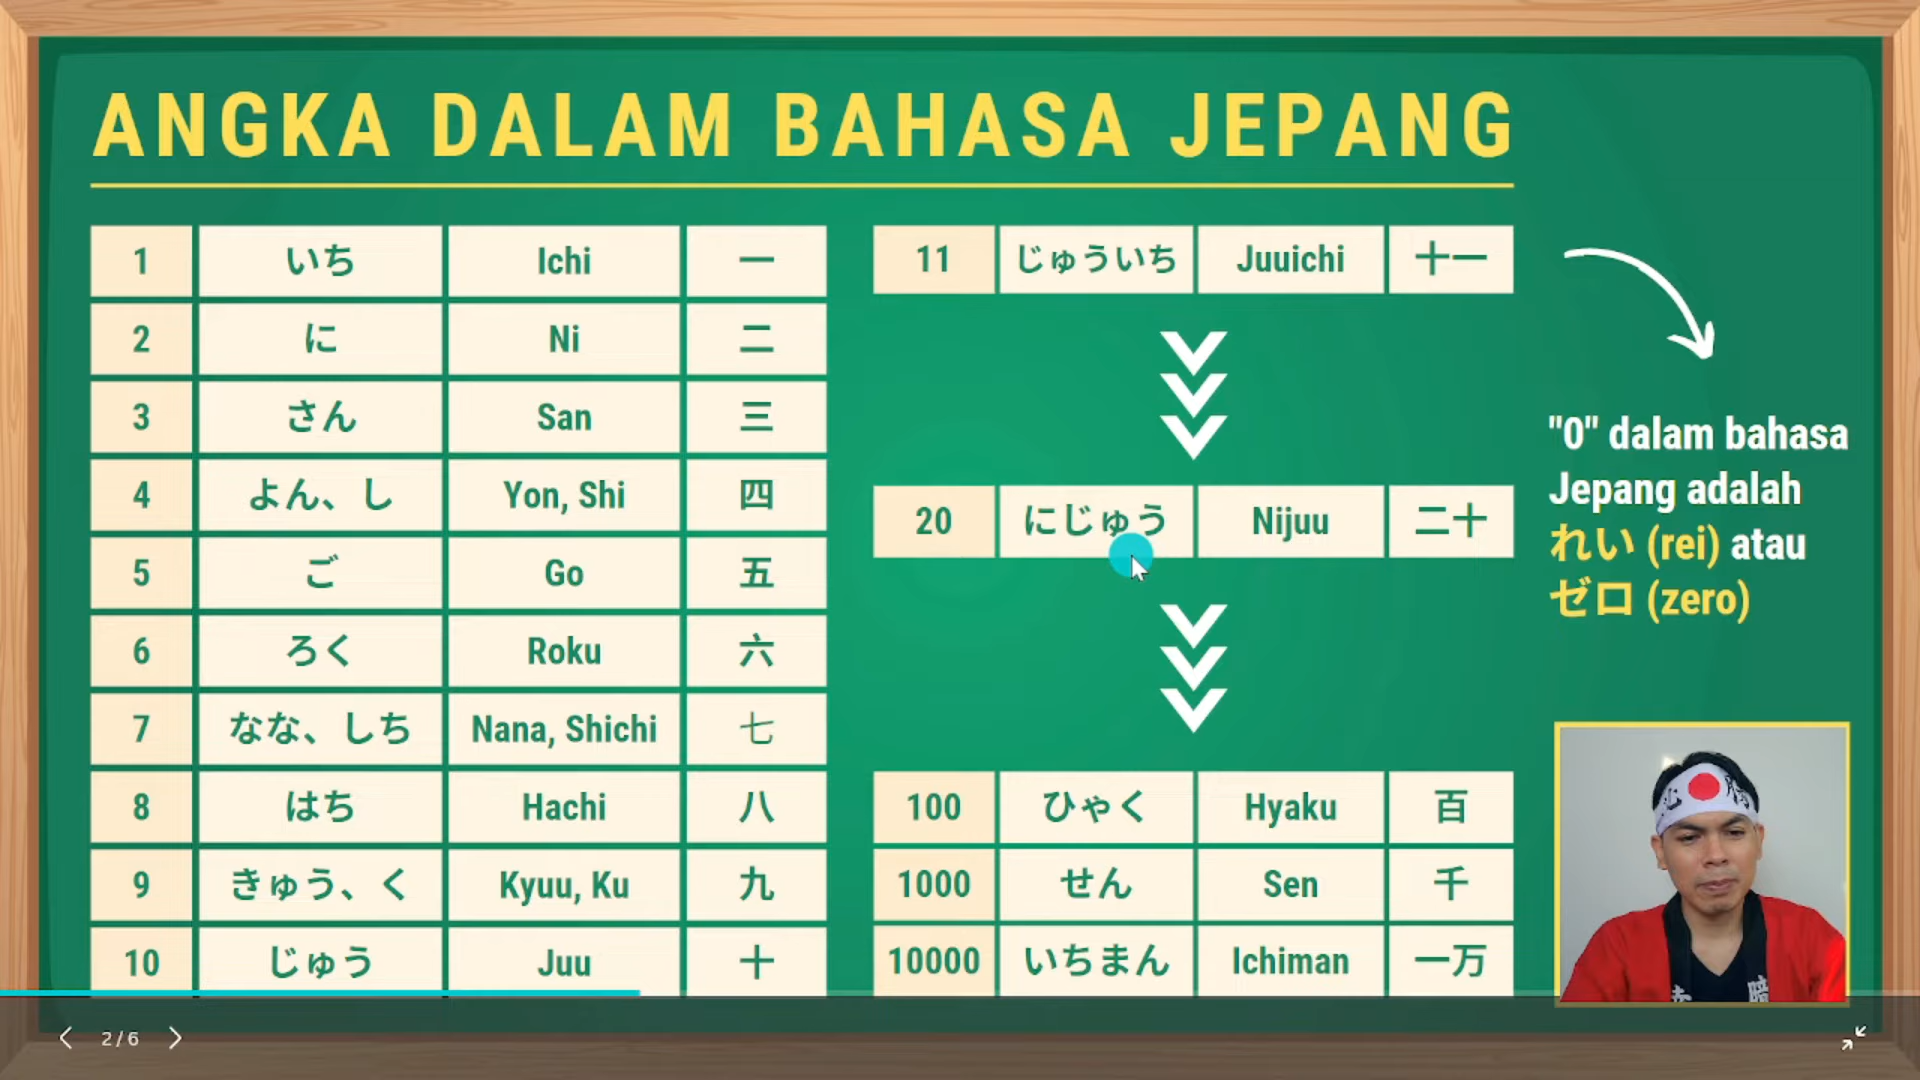 ANGKA DALAM BAHASA JEPANG
1 いち Ichi 一
2 に Ni 二
3 さん San 三
4 よん、し Yon, Shi 四
5 ご Go 五
6 ろく Roku 六
7 なな、しち Nana, Shichi 七
8 はち Hachi 八
9 きゅう、く Kyuu, Ku 九
10 じゅう Juu 十
11 じゅういち Juuichi 十一
20 にじゅう Nijuu 二十
100 ひゃく Hyaku 百
1000 せん Sen 千
10000 いちまん Ichiman 一万
"0" dalam bahasa
Jepang adalah
れい (rei) atau
ゼロ (zero)
2/6